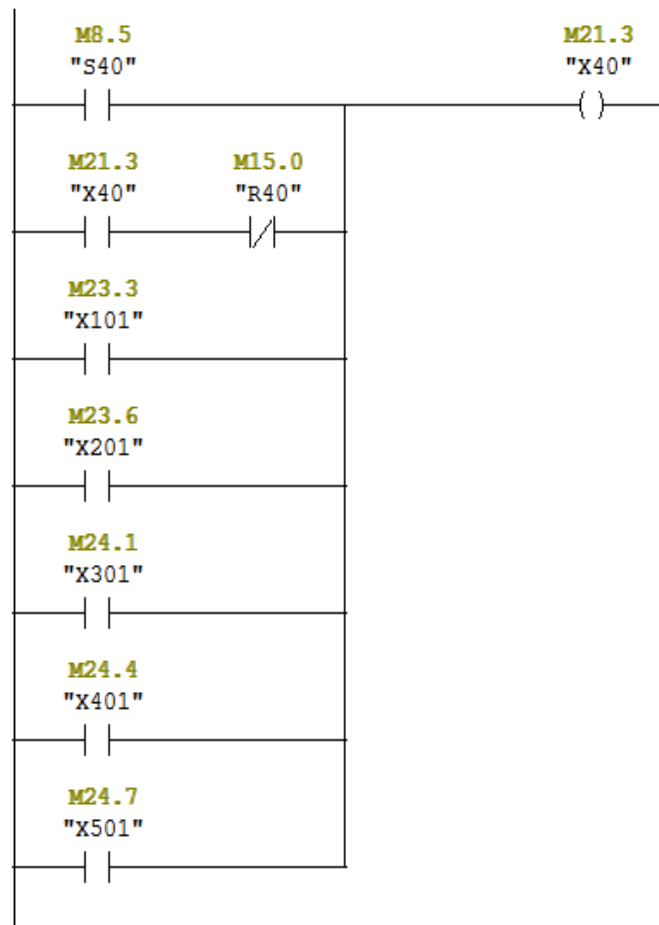 M8.5 M21.3
"S40" "X40"
M21.3 M15.0
"X40" "R40"
M23.3
"X101"
M23.6
"X201"
M24.1
"X301"
M24.4
"X401"
M24.7
"X501"